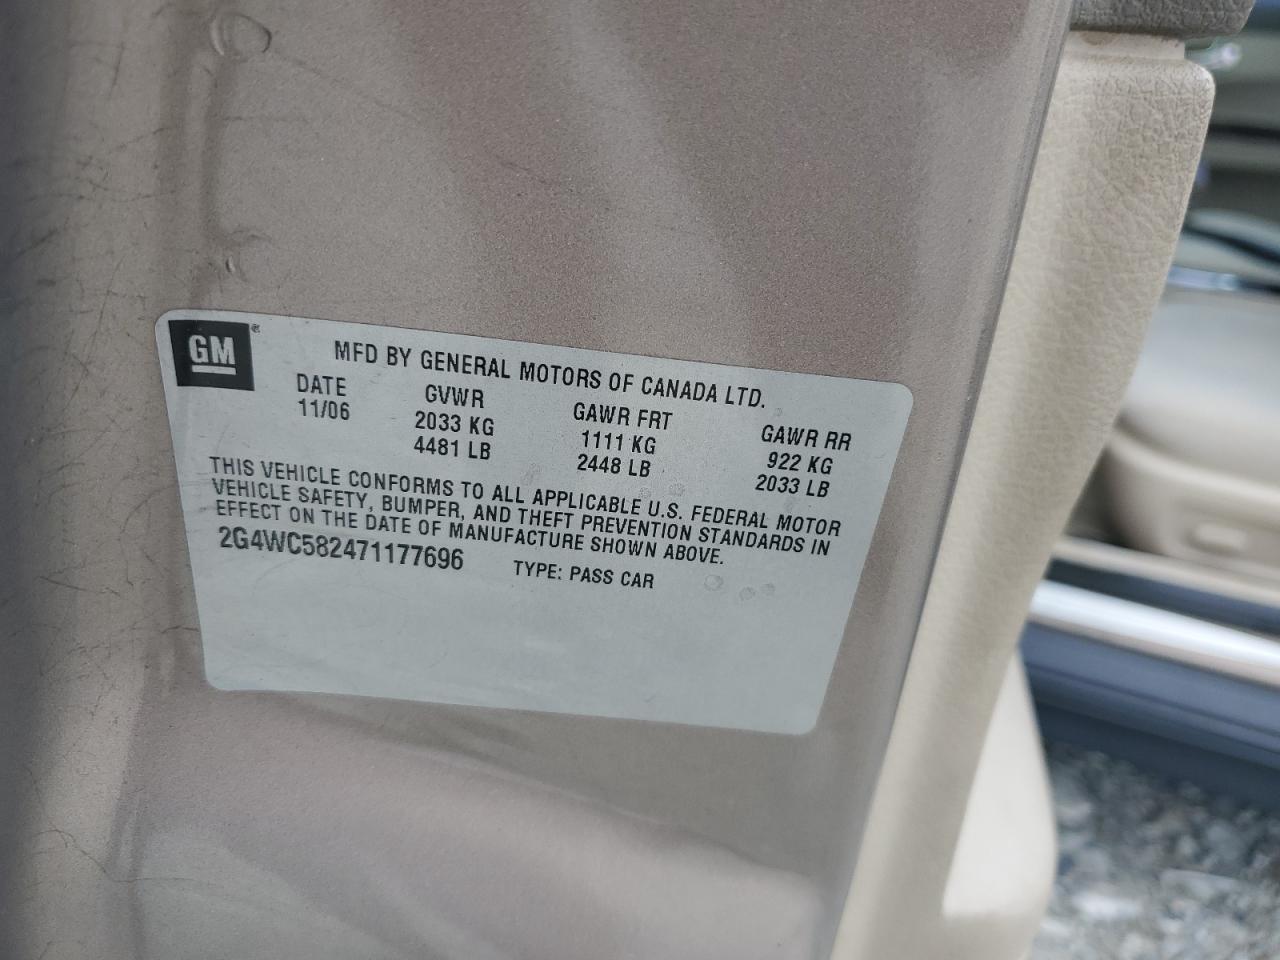 GM ®
MFD BY GENERAL MOTORS OF CANADA LTD.
DATE GVWR GAWR FRT GAWR RR
11/06 2033 KG 1111 KG 922 KG
4481 LB 2448 LB 2033 LB
THIS VEHICLE CONFORMS TO ALL APPLICABLE U.S. FEDERAL MOTOR
VEHICLE SAFETY, BUMPER, AND THEFT PREVENTION STANDARDS IN
EFFECT ON THE DATE OF MANUFACTURE SHOWN ABOVE.
2G4WC582471177696 TYPE: PASS CAR